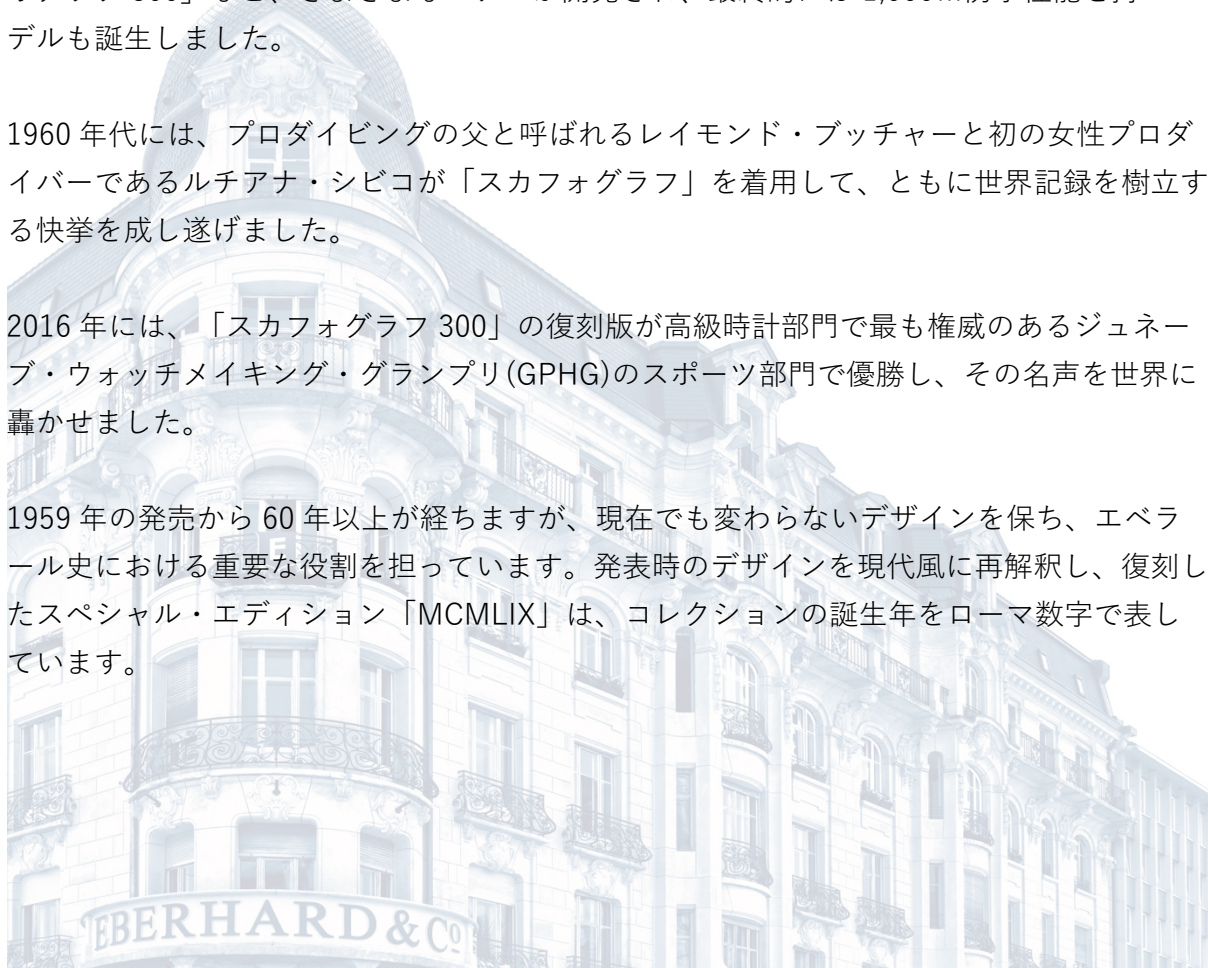 デルも誕生しました。
1960 年代には、プロダイビングの父と呼ばれるレイモンド・ブッチャーと初の女性プロダ
イバーであるルチアナ・シビコが「スカフォグラフ」を着用して、ともに世界記録を樹立す
る快挙を成し遂げました。
2016 年には、「スカフォグラフ 300」の復刻版が高級時計部門で最も権威のあるジュネー
ブ・ウォッチメイキング・グランプリ(GPHG)のスポーツ部門で優勝し、その名声を世界に
轟かせました。
1959 年の発売から 60 年以上が経ちますが、現在でも変わらないデザインを保ち、エベラ
ール史における重要な役割を担っています。発表時のデザインを現代風に再解釈し、復刻し
たスペシャル・エディション「MCMLIX」は、コレクションの誕生年をローマ数字で表し
ています。
EBERHARD & Co